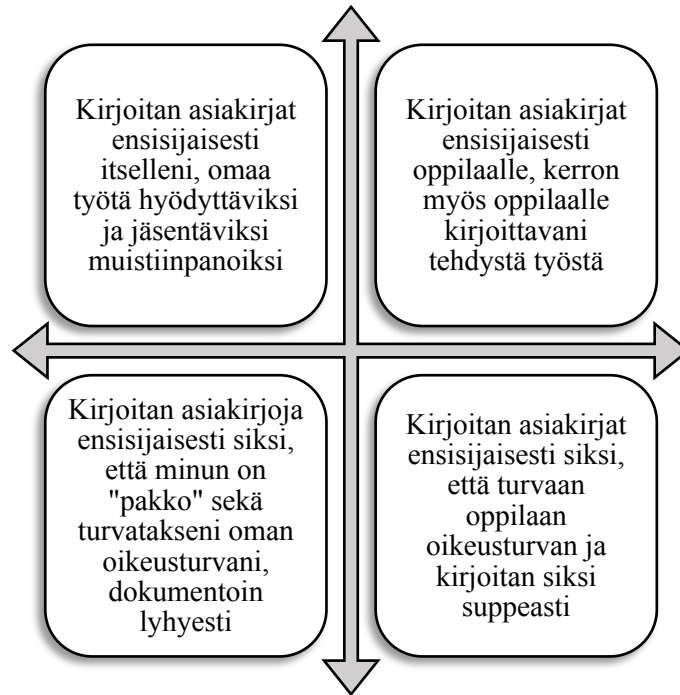 Kirjoitan asiakirjat
ensisijaisesti
itselleni, omaa
työtä hyödyttäviksi
ja jäsentäviksi
muistiinpanoiksi
Kirjoitan asiakirjat
ensisijaisesti
oppilaalle, kerron
myös oppilaalle
kirjoittavani
tehdystä työstä
Kirjoitan asiakirjoja
ensisijaisesti siksi,
että minun on
"pakko" sekä
turvatakseni oman
oikeusturvani,
dokumentoin
lyhyesti
Kirjoitan asiakirjat
ensisijaisesti siksi,
että turvaan
oppilaan
oikeusturvan ja
kirjoitan siksi
suppeasti